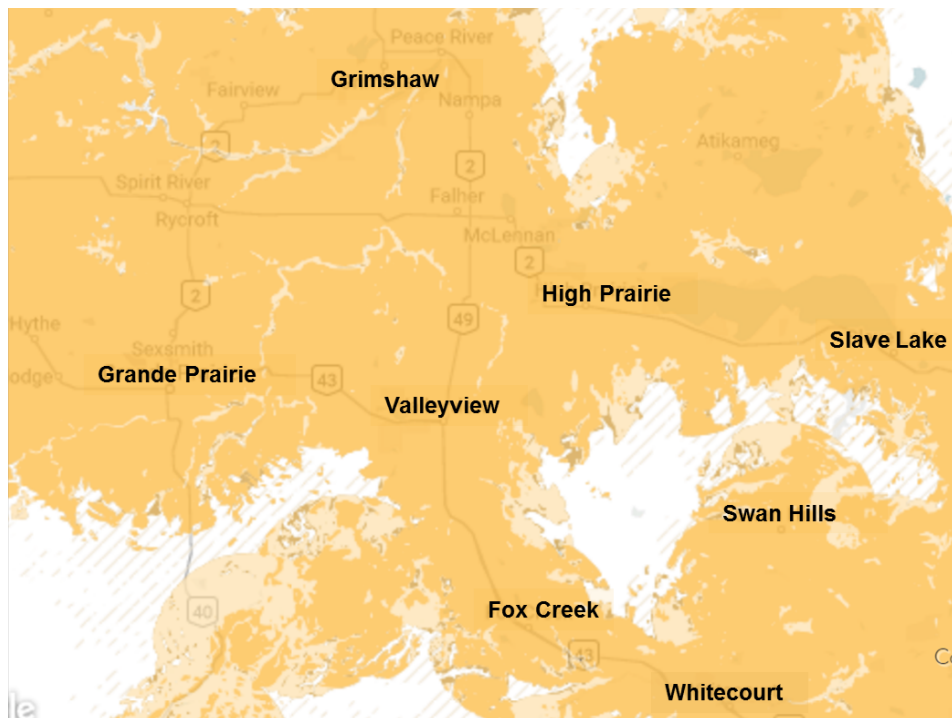 Peace River
Grimshaw
Fairview
Nampa
2
Atikameg
2
Spirit River
Falher
Rycroft
McLennan
2
High Prairie
2
49
Hythe
Slave Lake
Sexsmith
Grande Prairie
43
Valleyview
Swan Hills
Fox Creek
40
43
Whitecourt